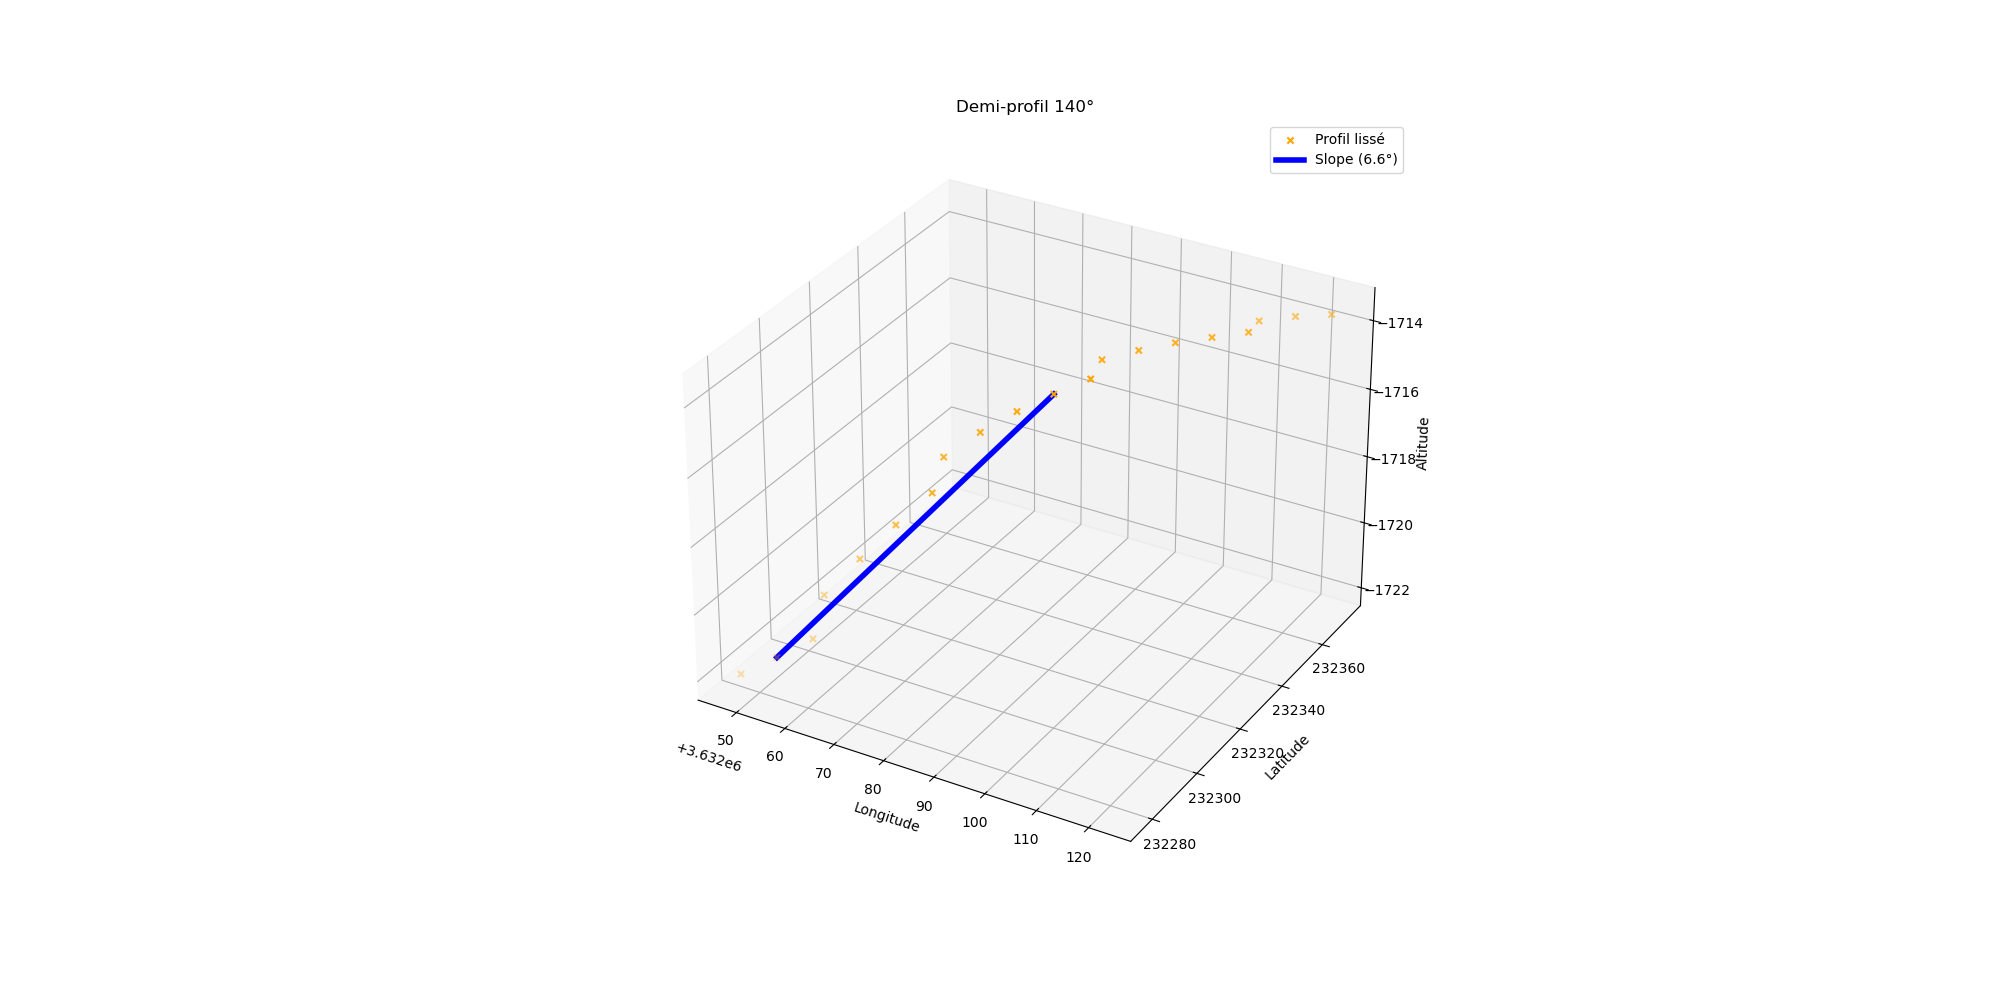 Demi-profil 140°
Profil lissé
Slope (6.6°)
−1714
−1716
−1718
−1720
−1722
Altitude
232360
232340
232320
232300
232280
Latitude
50
60
70
80
90
100
110
120
+3.632e6
Longitude